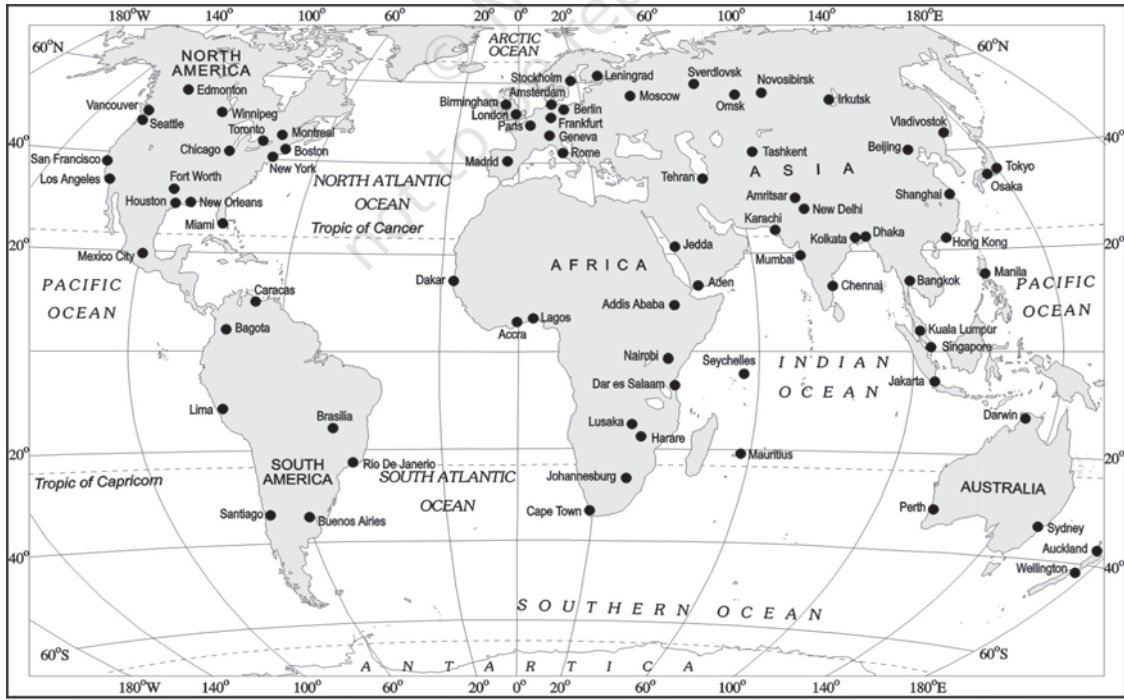 180°W 140° 100° 60° 20° 0° 20° 60° 100° 140° 180°E
60°N
ARCTIC
OCEAN
60°N
NORTH
AMERICA
Edmonton
Vancouver
Seattle
Winnipeg
Toronto
Montreal
Chicago
Boston
New York
40°
San Francisco
Los Angeles
Fort Worth
Houston
New Orleans
Miami
NORTH ATLANTIC
OCEAN
Tropic of Cancer
20°
Mexico City
PACIFIC
OCEAN
Caracas
Bagota
Stockholm
Leningrad
Amsterdam
Birmingham
London
Berlin
Paris
Frankfurt
Geneva
Madrid
Rome
Moscow
Sverdlovsk
Omsk
Novosibirsk
Irkutsk
Vladivostok
40°
Beijing
Tashkent
ASIA
Tehran
Tokyo
Osaka
Shanghai
Amritsar
New Delhi
Karachi
Kolkata
Dhaka
Hong Kong
20°
Mumbai
Jedda
AFRICA
Dakar
Aden
Chennai
Bangkok
Manila
PACIFIC
OCEAN
Addis Ababa
Lagos
Accra
Kuala Lumpur
Singapore
Nairobi
Seychelles
INDIAN
OCEAN
Dar es Salaam
Jakarta
Lima
Brasilia
Lusaka
Harare
Darwin
20°
Mauritius
20°
Rio De Janerio
SOUTH
AMERICA
Tropic of Capricorn
SOUTH ATLANTIC
OCEAN
Johannesburg
AUSTRALIA
Santiago
Buenos Airies
Cape Town
Perth
Sydney
Auckland
Wellington
40°
40°
SOUTHERN OCEAN
60°S
60°S
ANTARTICA
180°W 140° 100° 60° 20° 0° 20° 60° 100° 140° 180°E
© not to be rep